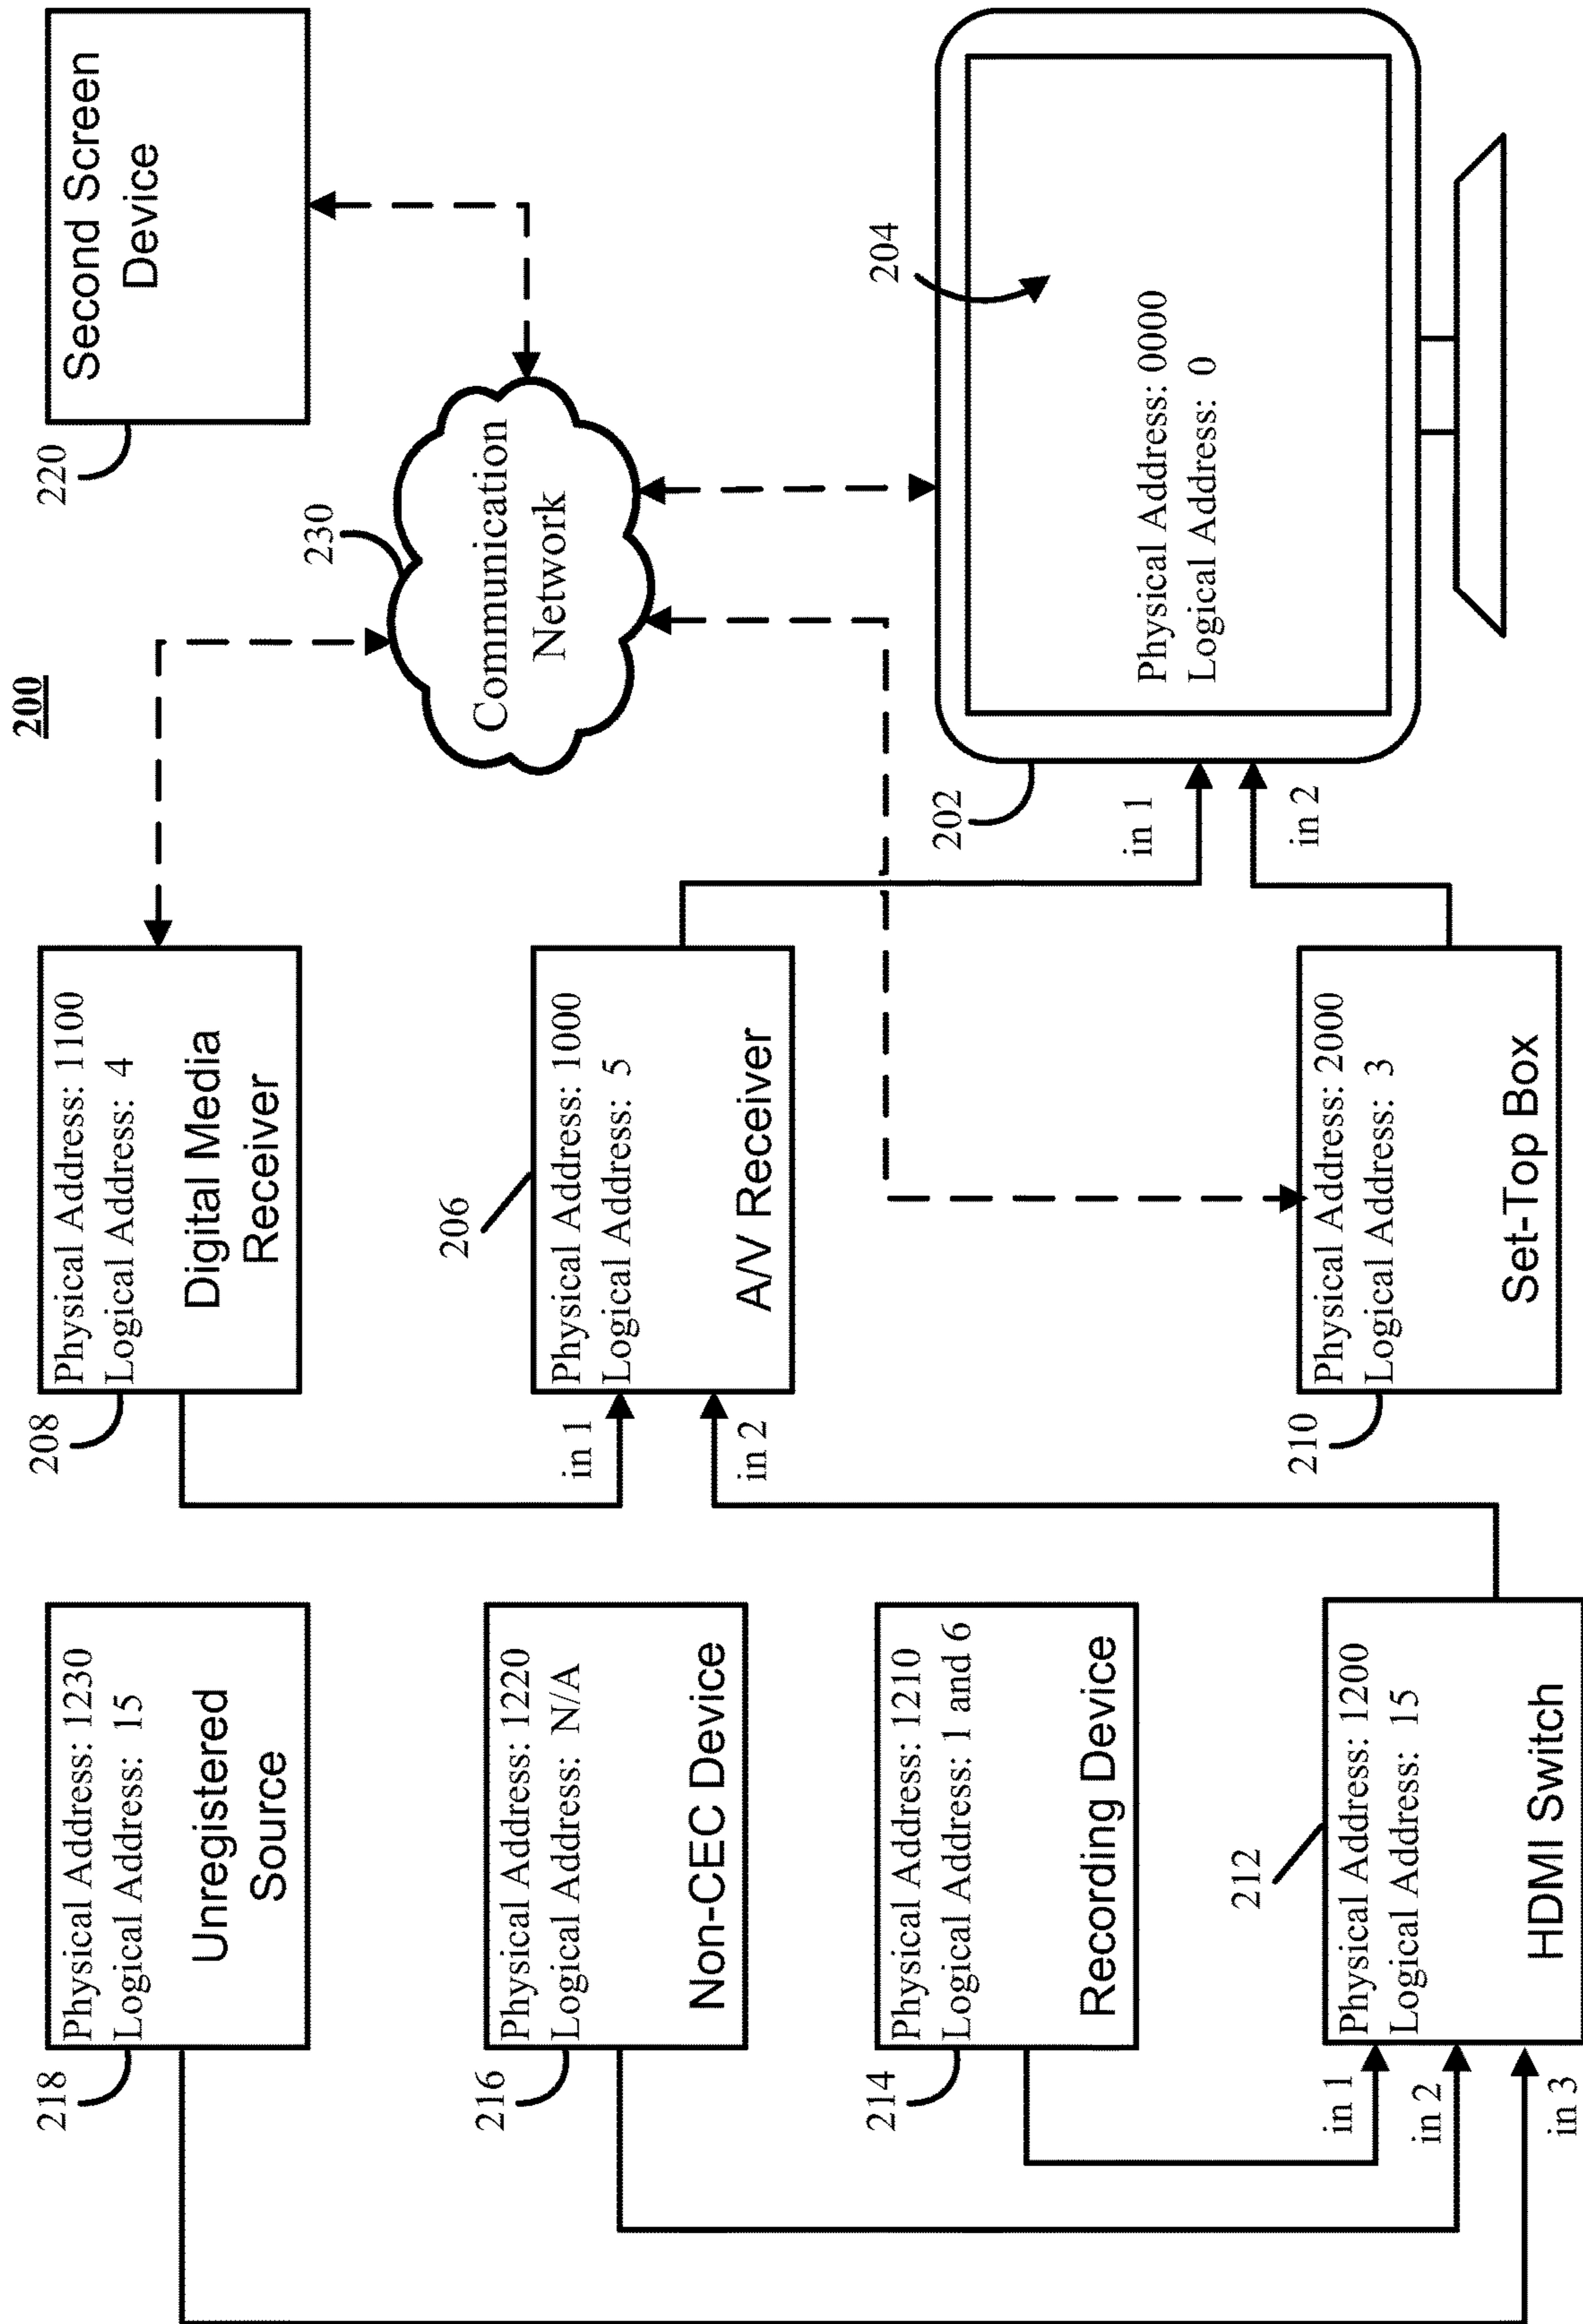 200
218
Physical Address: 1230
Logical Address: 15
Unregistered
Source
216
Physical Address: 1220
Logical Address: N/A
Non-CEC Device
214
Physical Address: 1210
Logical Address: 1 and 6
Recording Device
212
in 1
in 2
in 3
Physical Address: 1200
Logical Address: 15
HDMI Switch
208
Physical Address: 1100
Logical Address: 4
Digital Media
Receiver
206
in 1
in 2
Physical Address: 1000
Logical Address: 5
A/V Receiver
210
Physical Address: 2000
Logical Address: 3
Set-Top Box
220
Second Screen
Device
230
Communication
Network
202
in 1
in 2
204
Physical Address: 0000
Logical Address: 0